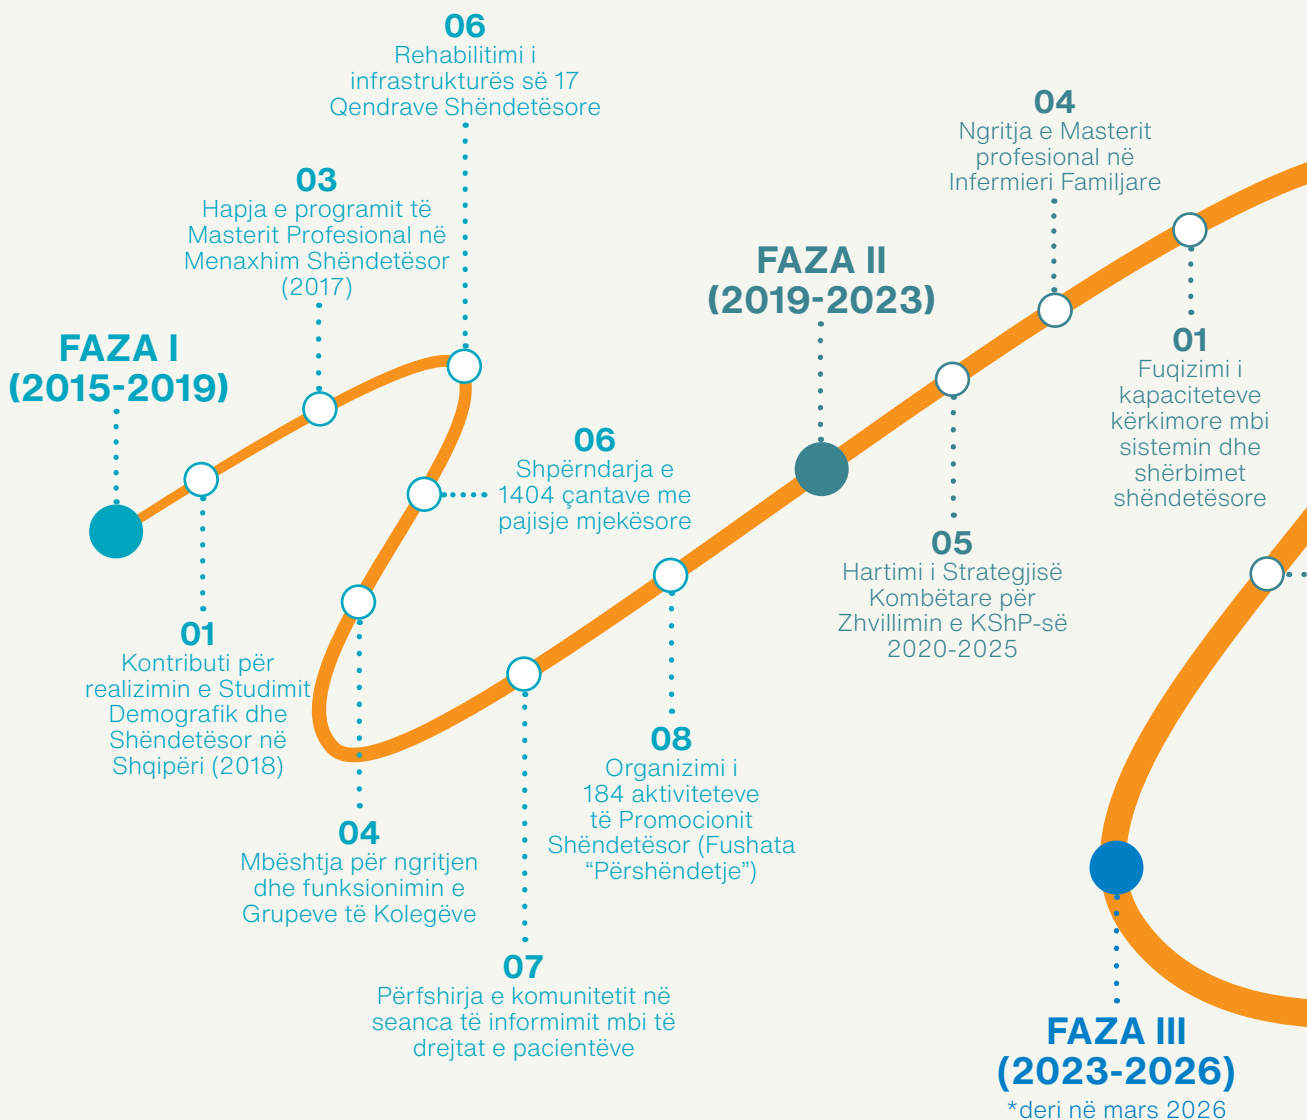 FAZA I
(2015-2019)
01
Kontributi për
realizimin e Studimit
Demografik dhe
Shëndetësor në
Shqipëri (2018)
03
Hapja e programit të
Masterit Profesional në
Menaxhim Shëndetësor
(2017)
06
Rehabilitimi i
infrastrukturës së 17
Qendrave Shëndetësore
06
Shpërndarja e
1404 çantave me
pajisje mjekësore
04
Mbështja për ngritjen
dhe funksionimin e
Grupeve të Kolegëve
07
Përfshirja e komunitetit në
seanca të informimit mbi të
drejtat e pacientëve
08
Organizimi i
184 aktiviteteve
të Promocionit
Shëndetësor (Fushata
“Përshëndetje”)
FAZA II
(2019-2023)
05
Hartimi i Strategjisë
Kombëtare për
Zhvillimin e KShP-së
2020-2025
04
Ngritja e Masterit
profesional në
Infermieri Familjare
01
Fuqizimi i
kapaciteteve
kërkimore mbi
sistemin dhe
shërbimet
shëndetësore
FAZA III
(2023-2026)
*deri në mars 2026